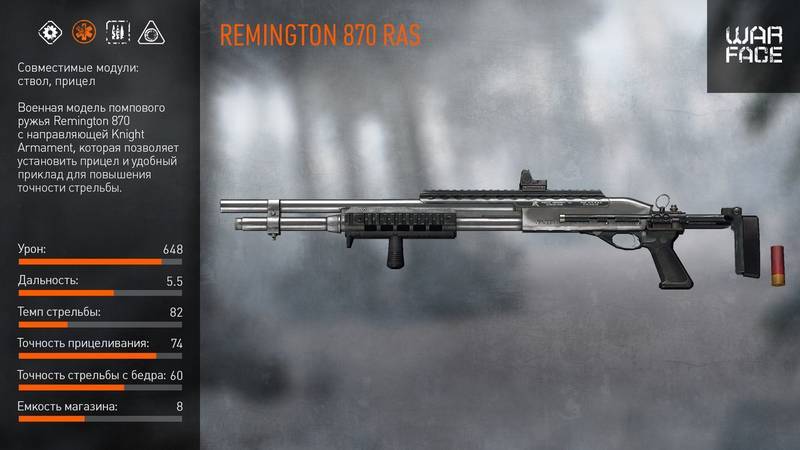 REMINGTON 870 RAS
WAR
FACE
Совместимые модули:
ствол, прицел
Военная модель помпового
ружья Remington 870
с направляющей Knight
Armament, которая позволяет
установить прицел и удобный
приклад для повышения
точности стрельбы.
Урон: 648
Дальность: 5.5
Темп стрельбы: 82
Точность прицеливания: 74
Точность стрельбы с бедра: 60
Емкость магазина: 8